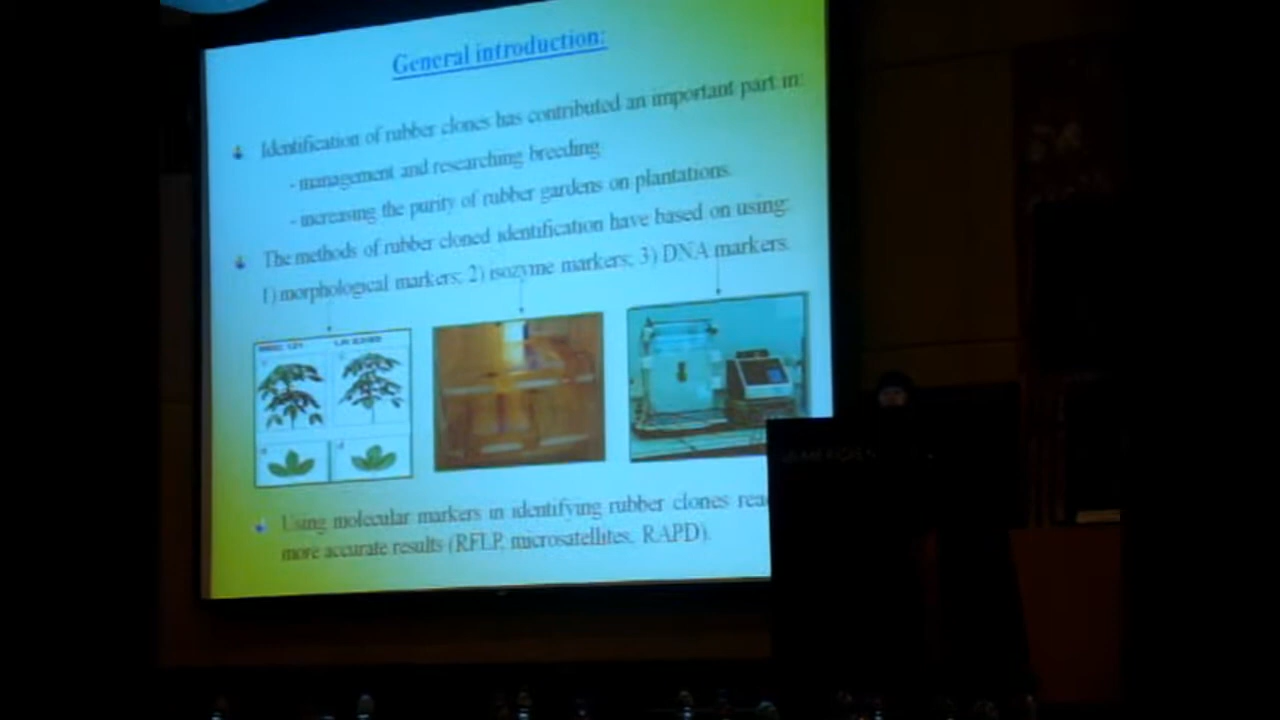 General introduction:
Identification of rubber clones has contributed an important part in:
- management and researching breeding.
- increasing the purity of rubber gardens on plantations.
The methods of rubber cloned identification have based on using:
1) morphological markers; 2) isozyme markers; 3) DNA markers.
Using molecular markers in identifying rubber clones
more accurate results (RFLP, microsatellites, RAPD).